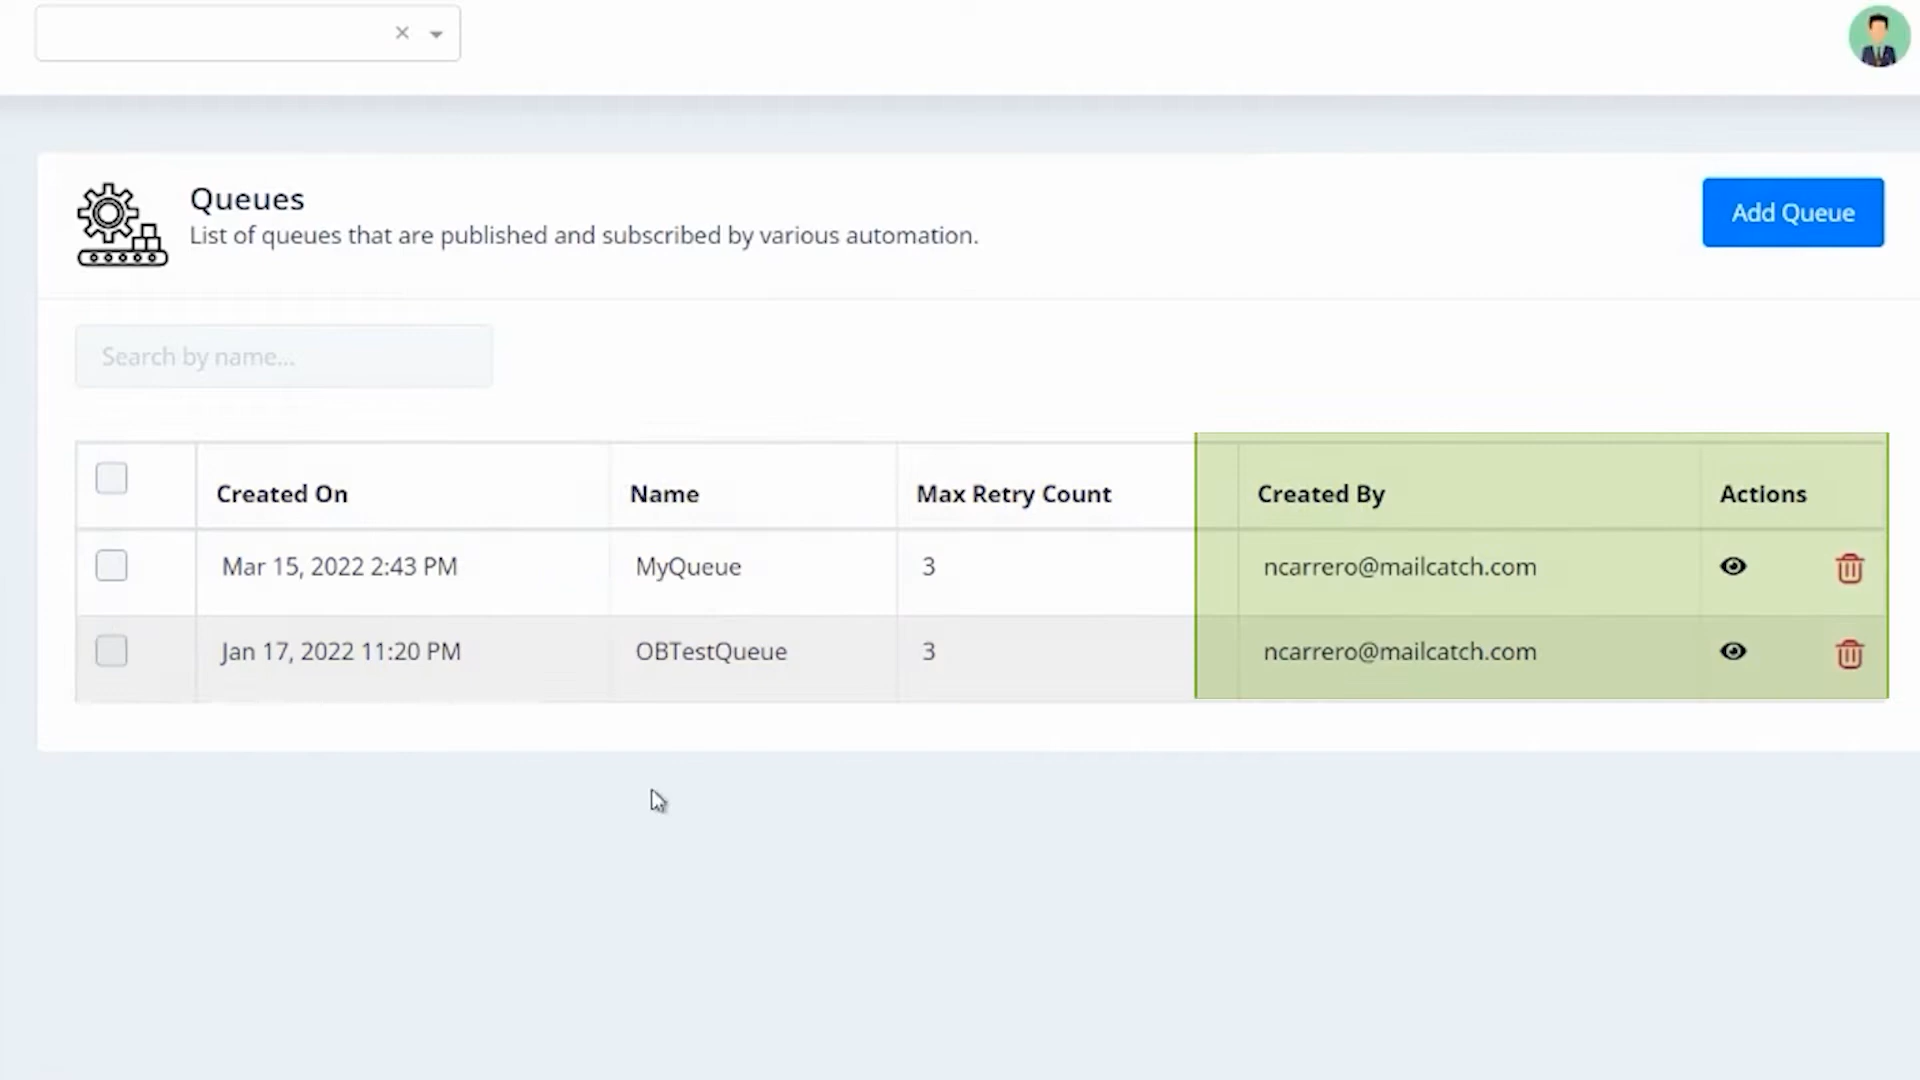 Queues
List of queues that are published and subscribed by various automation.
Add Queue
Search by name...
Created On Name Max Retry Count Created By Actions
Mar 15, 2022 2:43 PM MyQueue 3 ncarrero@mailcatch.com
Jan 17, 2022 11:20 PM OBTestQueue 3 ncarrero@mailcatch.com